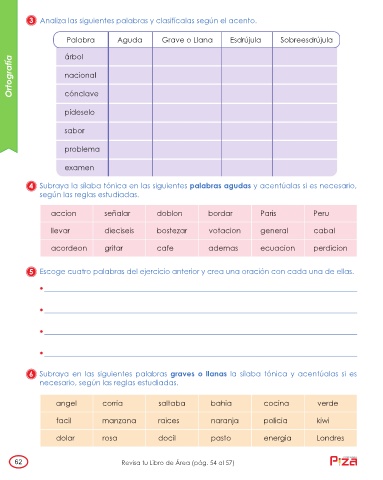 Ortografía
3 Analiza las siguientes palabras y clasifícalas según el acento.
Palabra Aguda Grave o Llana Esdrújula Sobreesdrújula
árbol
nacional
cónclave
pídeselo
sabor
problema
examen
4 Subraya la sílaba tónica en las siguientes palabras agudas y acentúalas si es necesario,
según las reglas estudiadas.
accion señalar doblon bordar Paris Peru
llevar dieciseis bostezar votacion general cabal
acordeon gritar cafe ademas ecuacion perdicion
5 Escoge cuatro palabras del ejercicio anterior y crea una oración con cada una de ellas.
6 Subraya en las siguientes palabras graves o llanas la sílaba tónica y acentúalas si es
necesario, según las reglas estudiadas.
angel corria saltaba bahia cocina verde
facil manzana raices naranja policia kiwi
dolar rosa docil pasto energia Londres
62 Revisa tu Libro de Área (pág. 54 al 57)